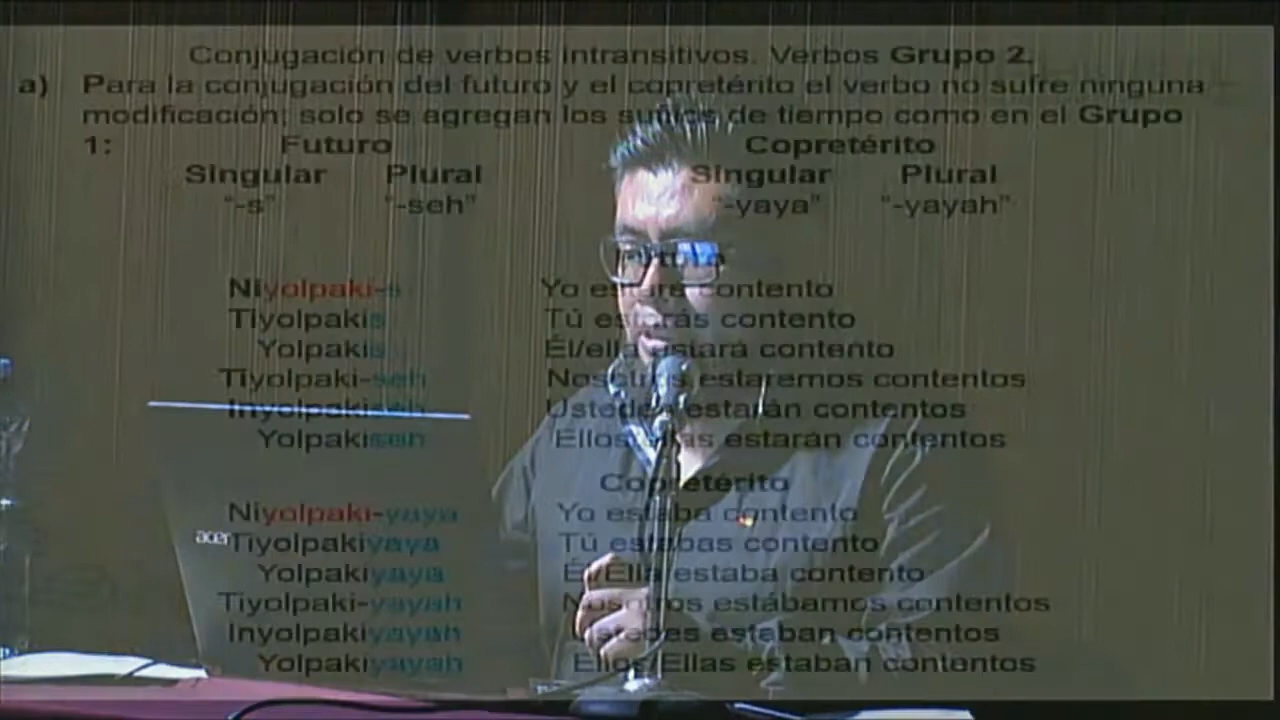 Conjugación de verbos intransitivos. Verbos Grupo 2.
a) Para la conjugación del futuro y el copretérito el verbo no sufre ninguna
modificación; solo se agregan los sufijos de tiempo como en el Grupo
1: Futuro Copretérito
Singular Plural Singular Plural
“-s” “-seh” “-yaya” “-yayah”
Futuro
Niyolpaki-s Yo estaré contento
Tiyolpakis Tú estarás contento
Yolpakis Él/ella estará contento
Tiyolpaki-seh Nosotros estaremos contentos
Inyolpakiseh Ustedes estarán contentos
Yolpakiseh Ellos/ellas estarán contentos
Copretérito
Niyolpaki-yaya Yo estaba contento
acer
Tiyolpakiyaya Tú estabas contento
Yolpakiyaya Él/Ella estaba contento
Tiyolpaki-yayah Nosotros estábamos contentos
Inyolpakiyayah Ustedes estaban contentos
Yolpakiyayah Ellos/Ellas estaban contentos